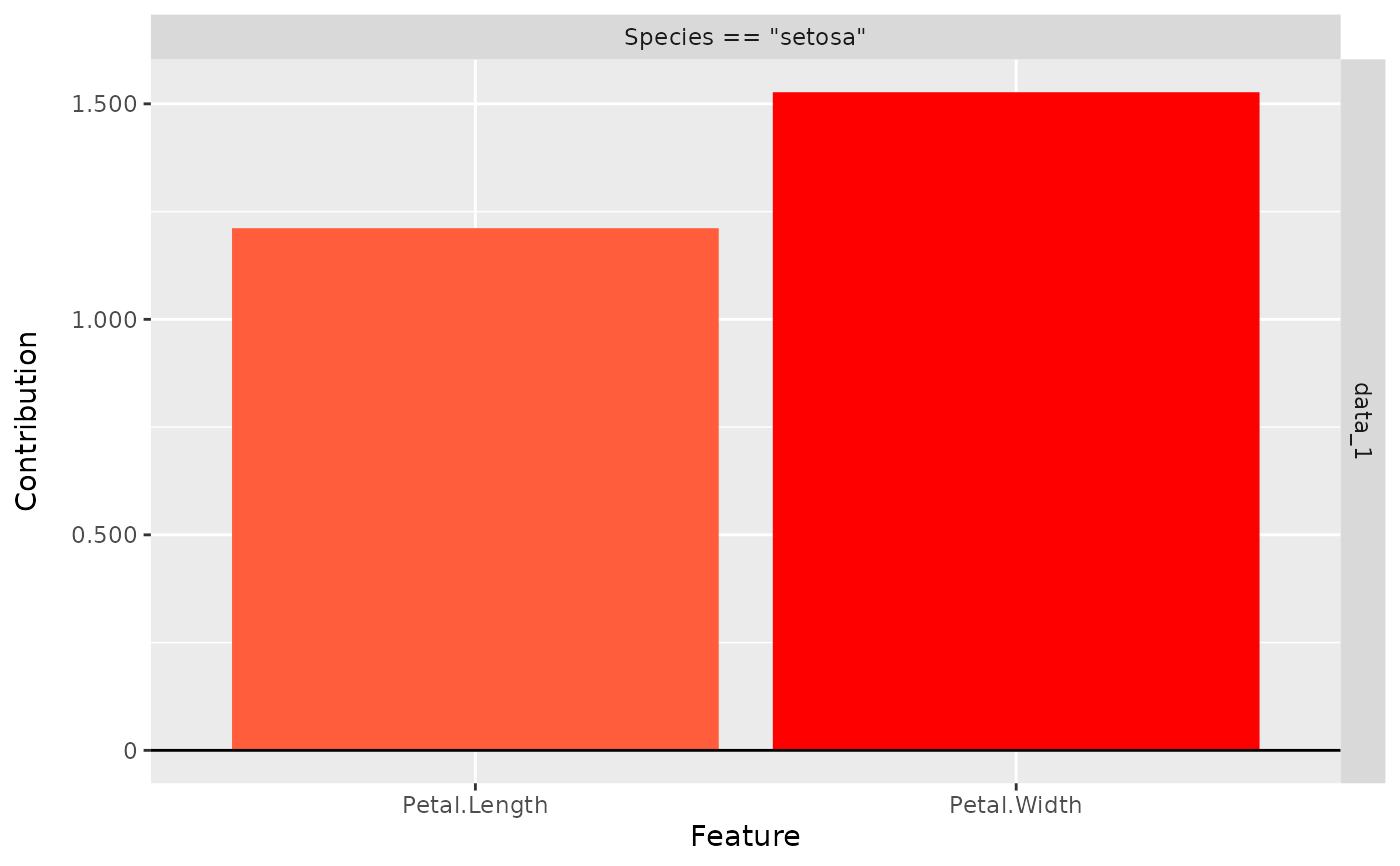 Species == "setosa"
1.500
1.000
0.500
0
Contribution
data_1
Petal.Length
Petal.Width
Feature